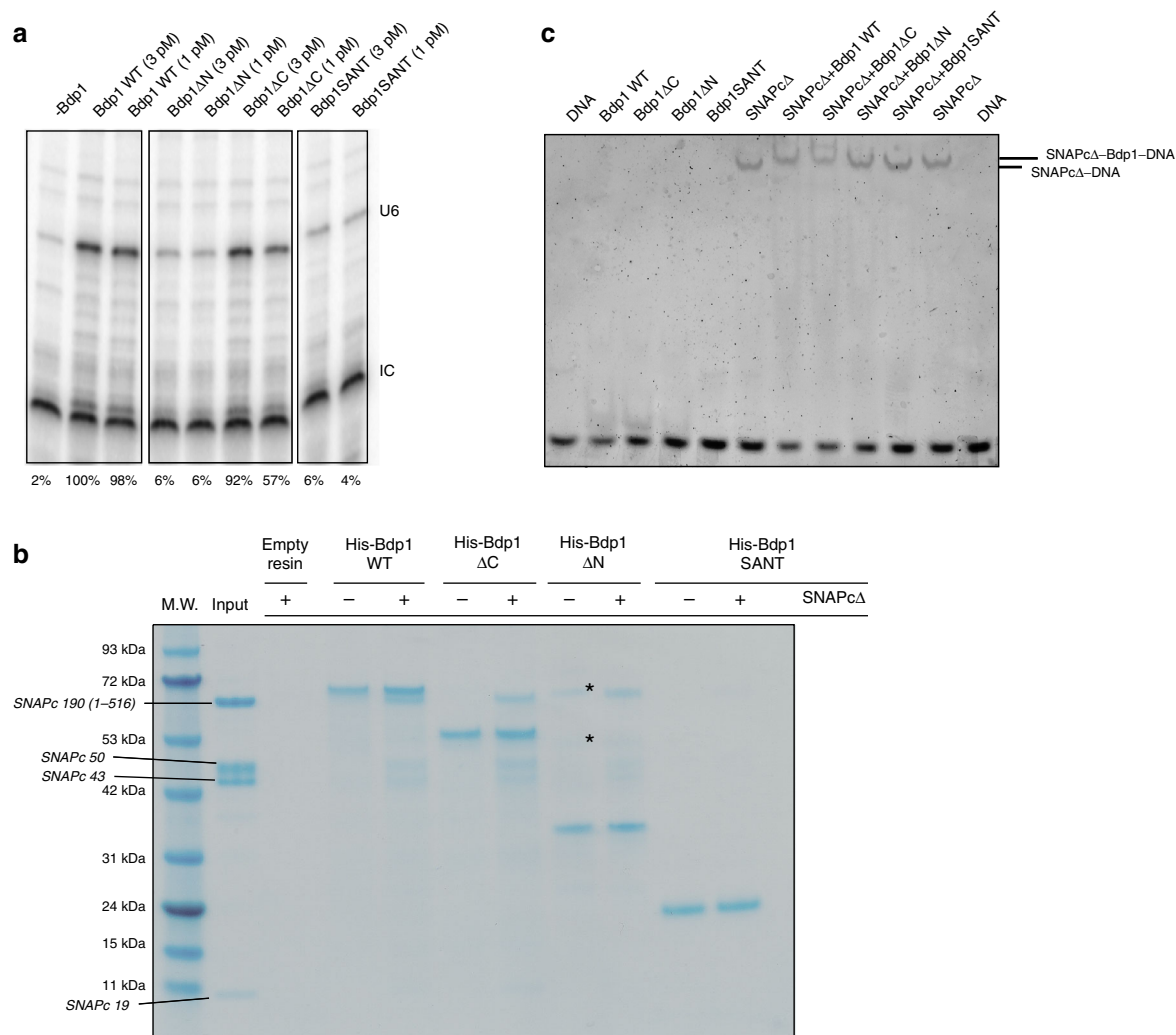 a
-Bdp1
Bdp1 WT (3 pM)
Bdp1 WT (1 pM)
Bdp1ΔN (3 pM)
Bdp1ΔN (1 pM)
Bdp1ΔC (3 pM)
Bdp1ΔC (1 pM)
Bdp1SANT (3 pM)
Bdp1SANT (1 pM)
U6
IC
2% 100% 98% 6% 6% 92% 57% 6% 4%
c
DNA
Bdp1 WT
Bdp1ΔC
Bdp1ΔN
Bdp1SANT
SNAPcΔ
SNAPcΔ+Bdp1 WT
SNAPcΔ+Bdp1ΔC
SNAPcΔ+Bdp1ΔN
SNAPcΔ+Bdp1SANT
SNAPcΔ
DNA
SNAPcΔ–Bdp1–DNA
SNAPcΔ–DNA
b
Empty
resin
His-Bdp1
WT
His-Bdp1
ΔC
His-Bdp1
ΔN
His-Bdp1
SANT
M.W. Input + − + − + − + − + SNAPcΔ
93 kDa
72 kDa
SNAPc 190 (1–516)
53 kDa
SNAPc 50
SNAPc 43
42 kDa
31 kDa
24 kDa
15 kDa
11 kDa
SNAPc 19
*
*